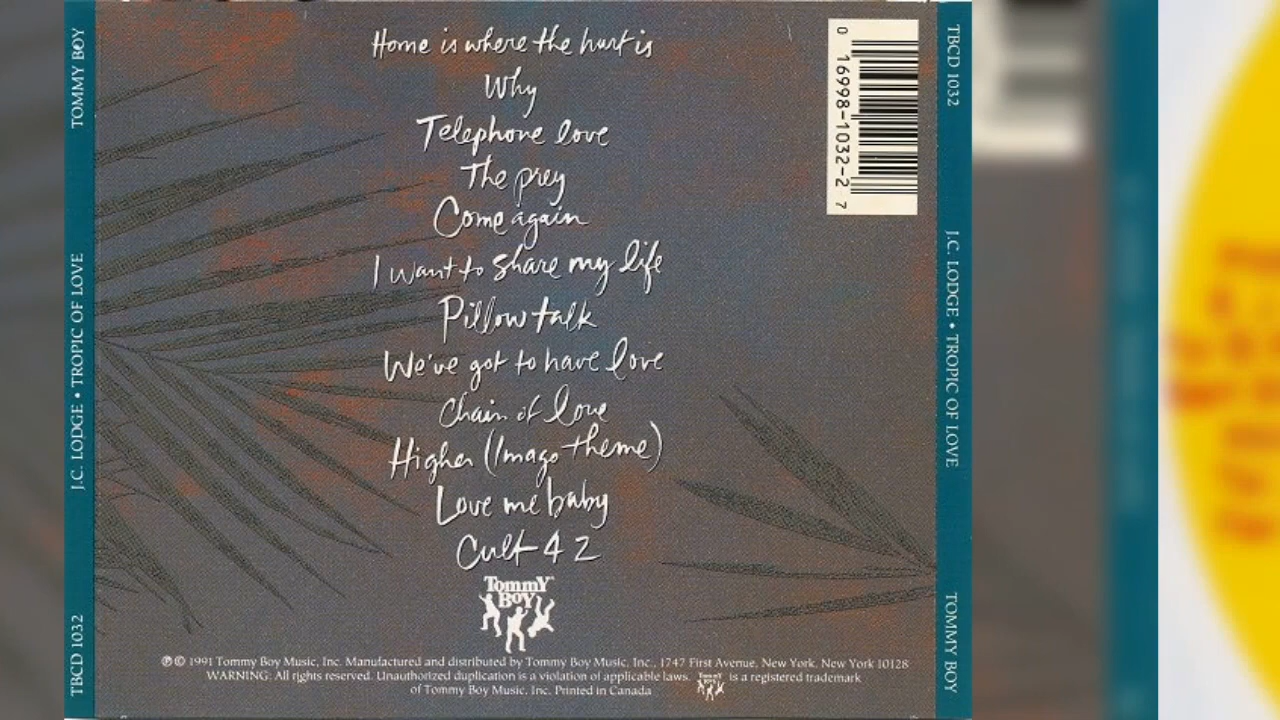 Home is where the hurt is
Why
Telephone love
The prey
Come again
I want to share my life
Pillow talk
We've got to have love
Chain of love
Higher (Imago theme)
Love me baby
Cult 4 2
Tommy
Boy
℗© 1991 Tommy Boy Music, Inc. Manufactured and distributed by Tommy Boy Music, Inc., 1747 First Avenue, New York, New York 10128
WARNING: All rights reserved. Unauthorized duplication is a violation of applicable laws. Tommy Boy is a registered trademark
of Tommy Boy Music, Inc. Printed in Canada
TOMMY BOY
J.C. LODGE • TROPIC OF LOVE
TBCD 1032
0 16998-1032-2 7
TBCD 1032
J.C. LODGE • TROPIC OF LOVE
TOMMY BOY